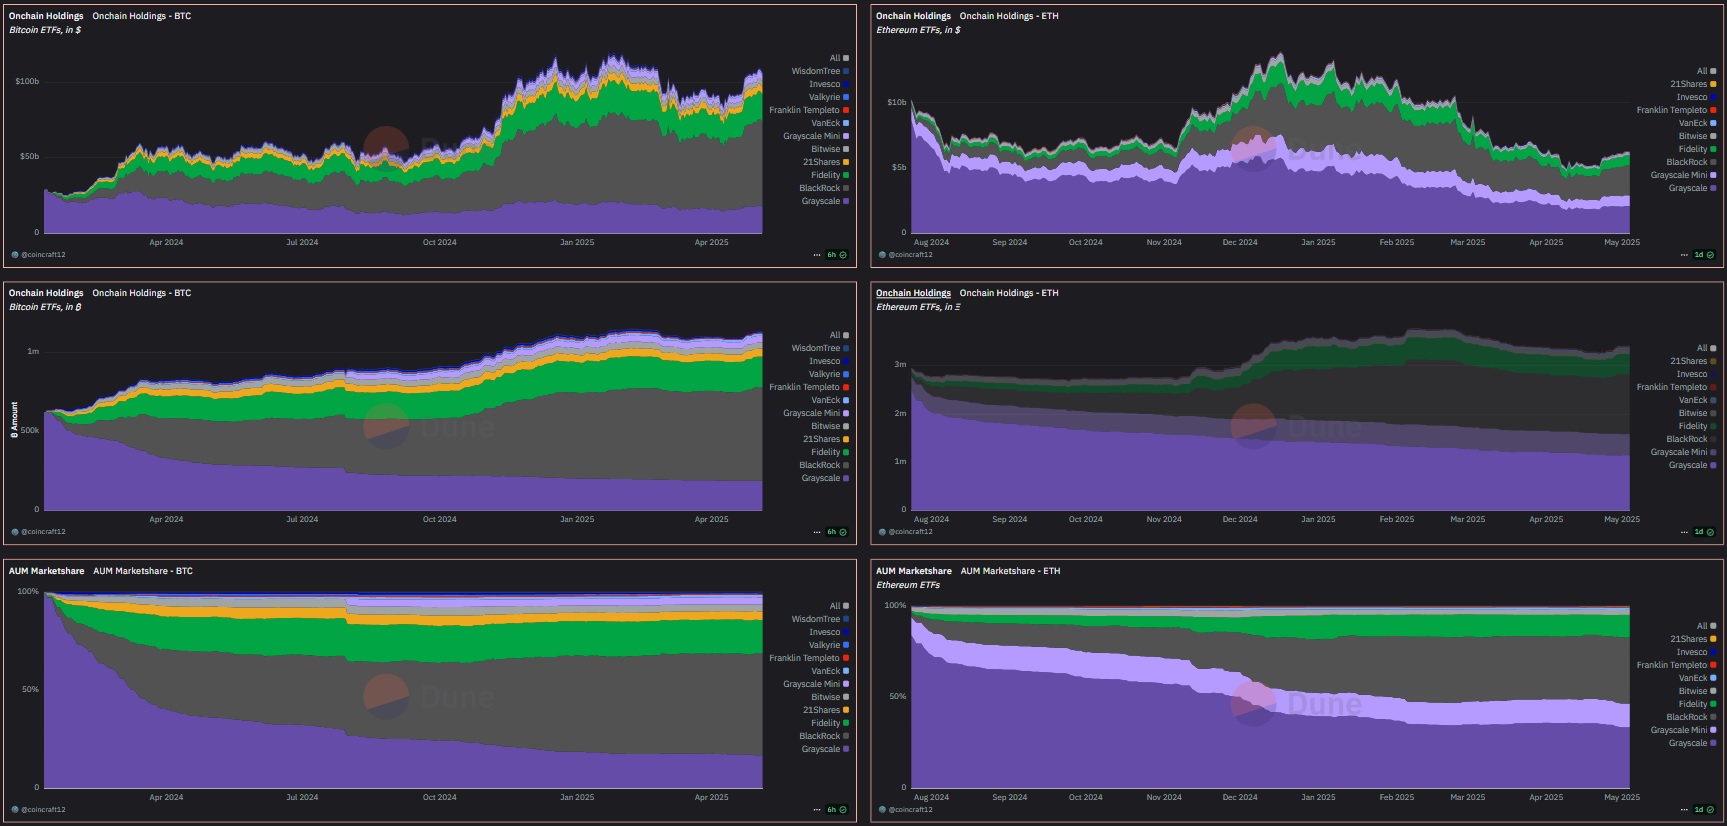 Onchain Holdings Onchain Holdings - BTC
Bitcoin ETFs, in $
$100b
$50b
0
Apr 2024 Jul 2024 Oct 2024 Jan 2025 Apr 2025
All
WisdomTree
Invesco
Valkyrie
Franklin Templeto
VanEck
Grayscale Mini
Bitwise
21Shares
Fidelity
BlackRock
Grayscale
Dune
@coincraft12
... 6h
Onchain Holdings Onchain Holdings - ETH
Ethereum ETFs, in $
$10b
$5b
0
Aug 2024 Sep 2024 Oct 2024 Nov 2024 Dec 2024 Jan 2025 Feb 2025 Mar 2025 Apr 2025 May 2025
All
21Shares
Invesco
Franklin Templeto
VanEck
Bitwise
Fidelity
BlackRock
Grayscale Mini
Grayscale
Dune
@coincraft12
... 1d
Onchain Holdings Onchain Holdings - BTC
Bitcoin ETFs, in ₿
₿ Amount
1m
500k
0
Apr 2024 Jul 2024 Oct 2024 Jan 2025 Apr 2025
All
WisdomTree
Invesco
Valkyrie
Franklin Templeto
VanEck
Grayscale Mini
Bitwise
21Shares
Fidelity
BlackRock
Grayscale
Dune
@coincraft12
... 6h
Onchain Holdings Onchain Holdings - ETH
Ethereum ETFs, in Ξ
3m
2m
1m
0
Aug 2024 Sep 2024 Oct 2024 Nov 2024 Dec 2024 Jan 2025 Feb 2025 Mar 2025 Apr 2025 May 2025
All
21Shares
Invesco
Franklin Templeto
VanEck
Bitwise
Fidelity
BlackRock
Grayscale Mini
Grayscale
Dune
@coincraft12
... 1d
AUM Marketshare AUM Marketshare - BTC
100%
50%
0
Apr 2024 Jul 2024 Oct 2024 Jan 2025 Apr 2025
All
WisdomTree
Invesco
Valkyrie
Franklin Templeto
VanEck
Grayscale Mini
Bitwise
21Shares
Fidelity
BlackRock
Grayscale
Dune
@coincraft12
... 6h
AUM Marketshare AUM Marketshare - ETH
Ethereum ETFs
100%
50%
0
Aug 2024 Sep 2024 Oct 2024 Nov 2024 Dec 2024 Jan 2025 Feb 2025 Mar 2025 Apr 2025 May 2025
All
21Shares
Invesco
Franklin Templeto
VanEck
Bitwise
Fidelity
BlackRock
Grayscale Mini
Grayscale
Dune
@coincraft12
... 1d